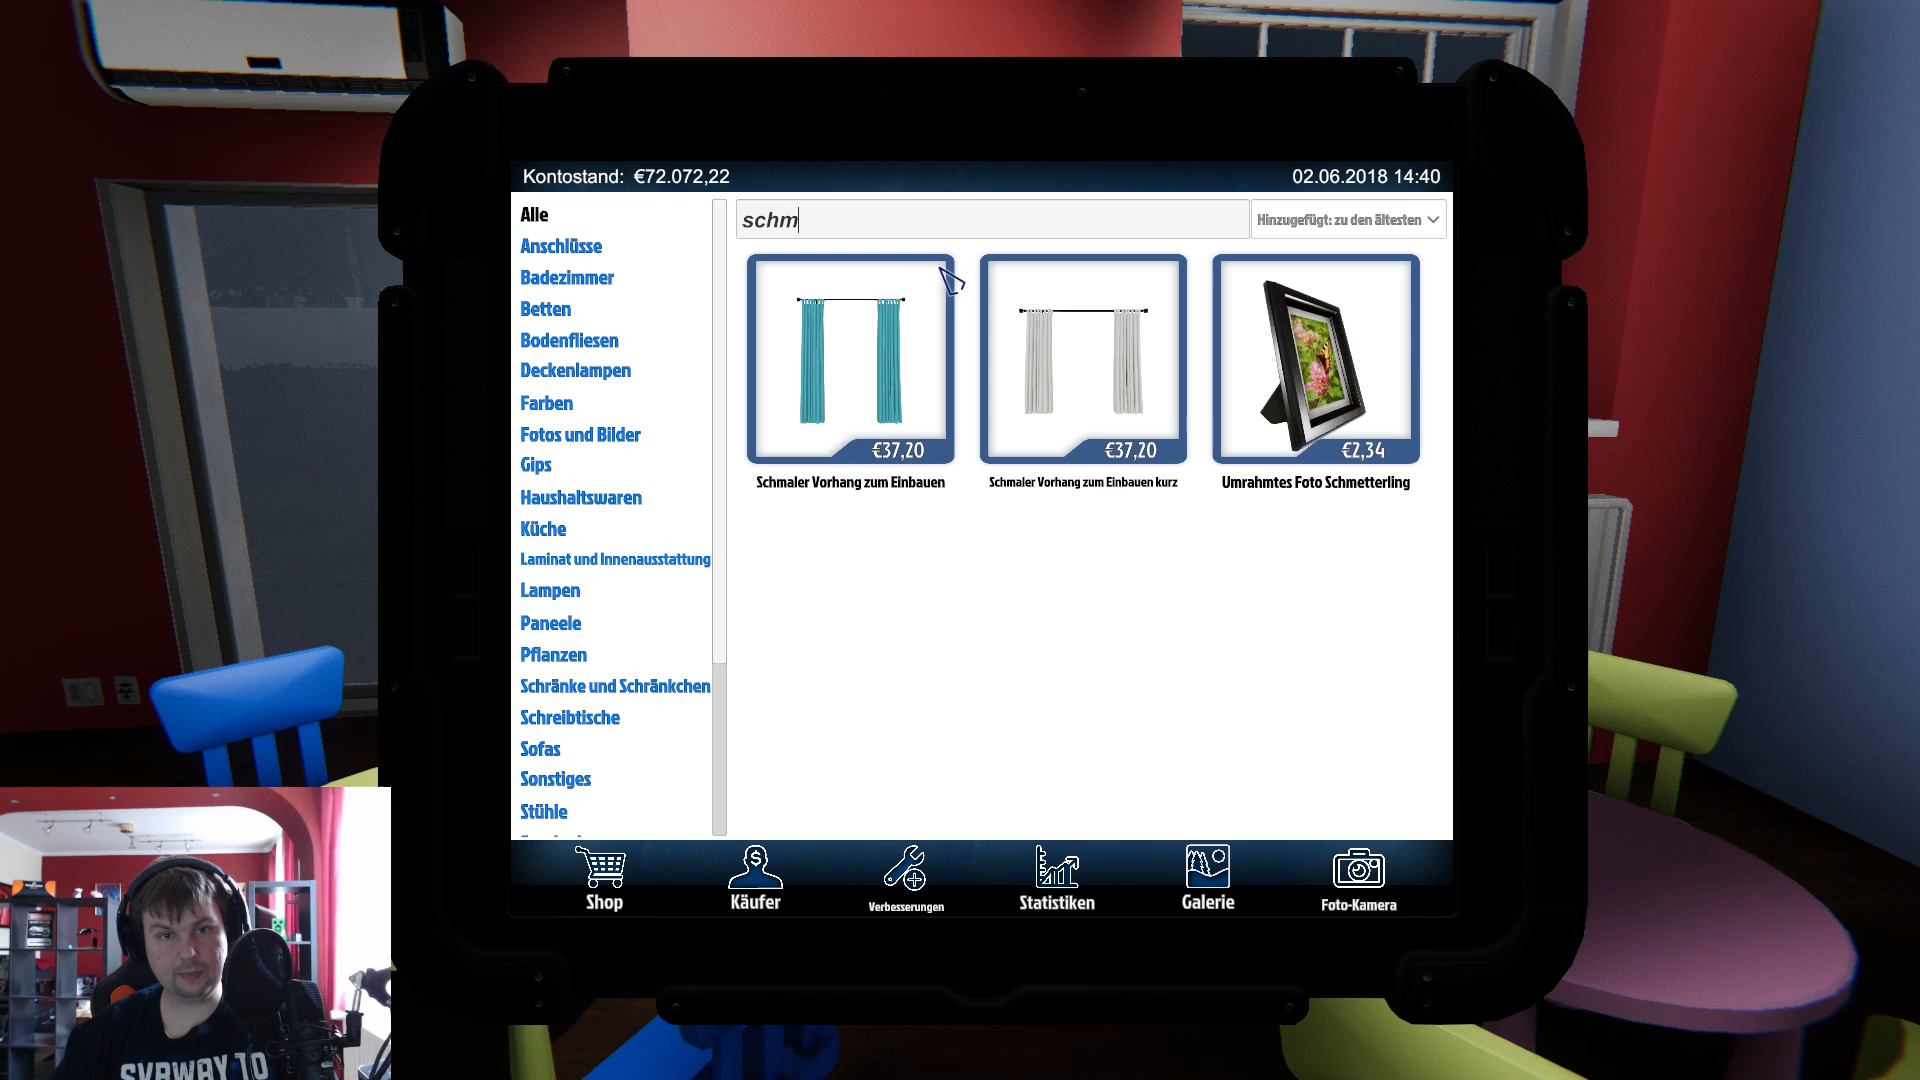 Kontostand: €72.072,22
02.06.2018 14:40
Alle
Anschlüsse
Badezimmer
Betten
Bodenfliesen
Deckenlampen
Farben
Fotos und Bilder
Gips
Haushaltswaren
Küche
Laminat und Innenausstattung
Lampen
Paneele
Pflanzen
Schränke und Schränkchen
Schreibtische
Sofas
Sonstiges
Stühle
schm
Hinzugefügt: zu den ältesten
€37,20
€37,20
€2,34
Schmaler Vorhang zum Einbauen
Schmaler Vorhang zum Einbauen kurz
Umrahmtes Foto Schmetterling
Shop
Käufer
Verbesserungen
Statistiken
Galerie
Foto-Kamera